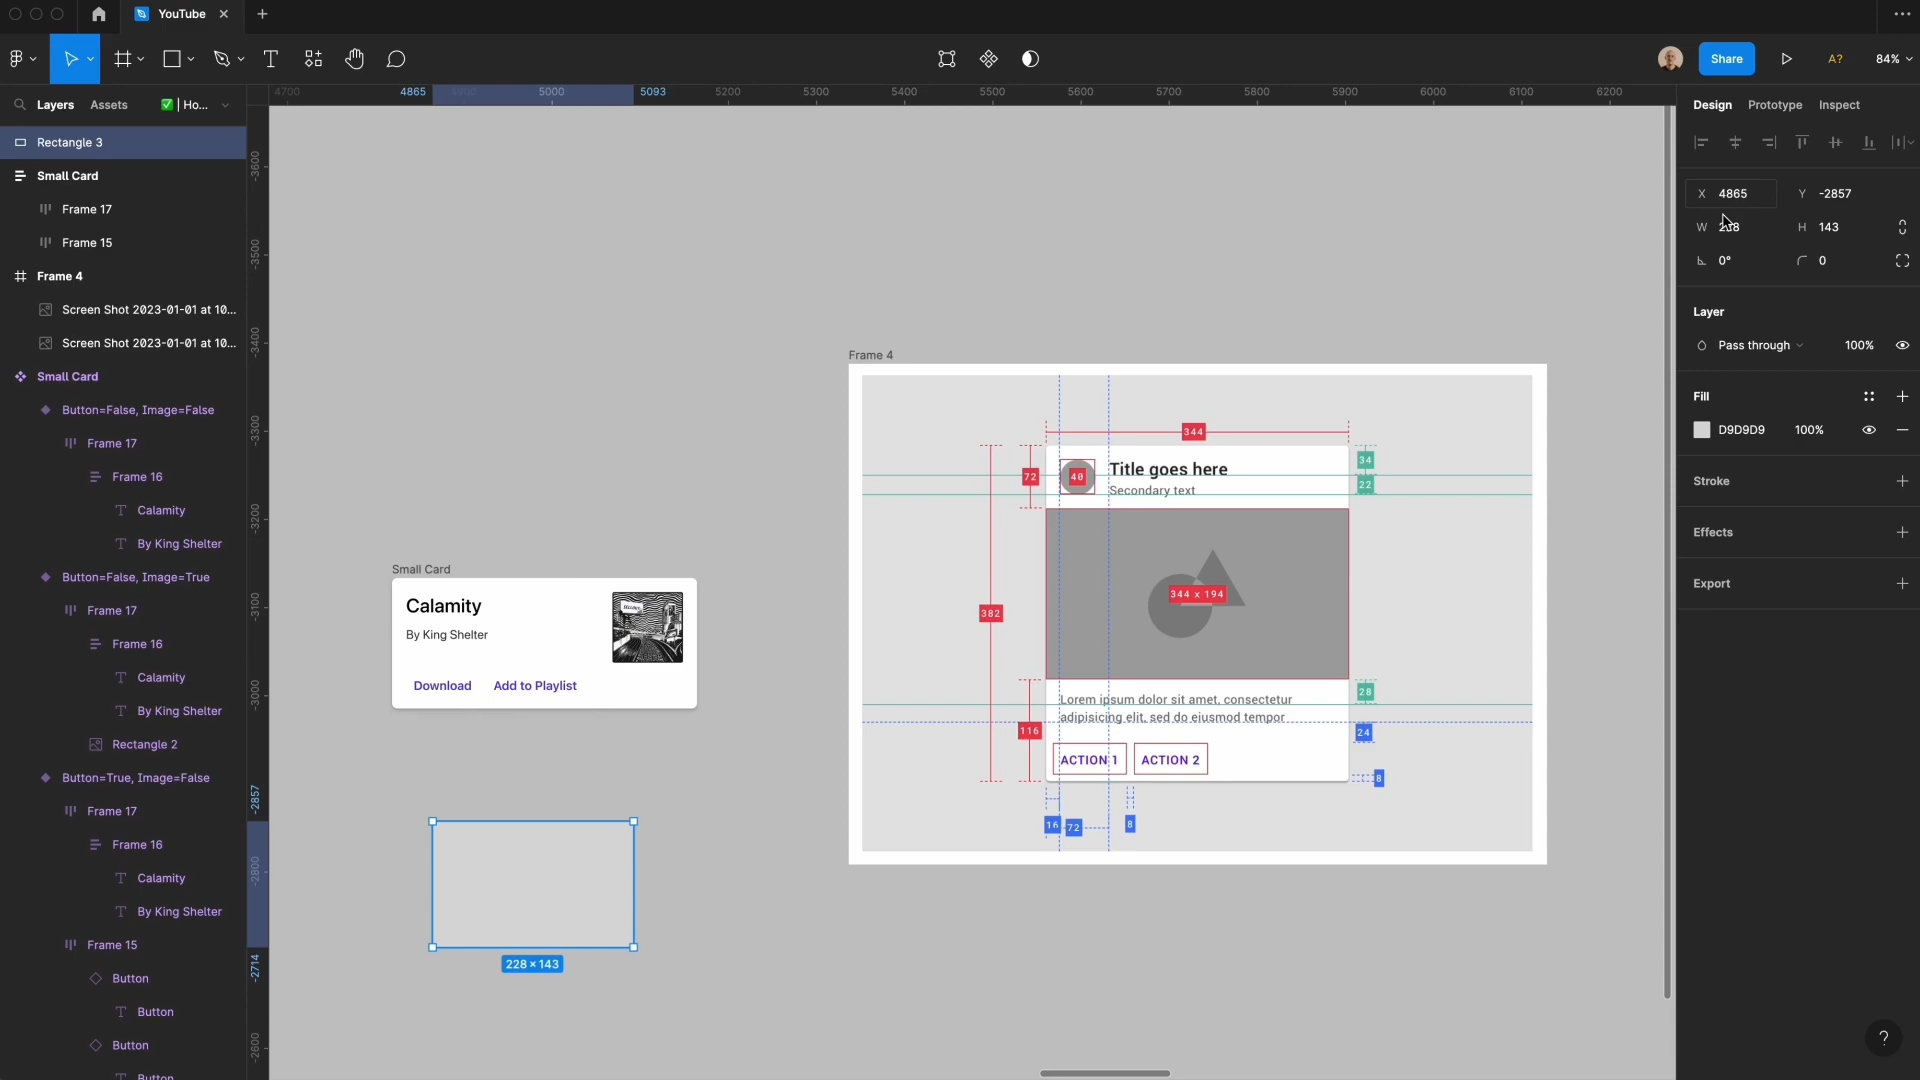 YouTube
Share
A?
84%
Layers
Assets
✅ | Ho...
4700
4865
5000
5093
5200
5300
5400
5500
5600
5700
5800
5900
6000
6100
6200
Design
Prototype
Inspect
Rectangle 3
Small Card
Frame 17
Frame 15
Frame 4
Screen Shot 2023-01-01 at 10...
Screen Shot 2023-01-01 at 10...
Small Card
Button=False, Image=False
Frame 17
Frame 16
Calamity
By King Shelter
Button=False, Image=True
Frame 17
Frame 16
Calamity
By King Shelter
Rectangle 2
Button=True, Image=False
Frame 17
Frame 16
Calamity
By King Shelter
Frame 15
Button
Button
Button
Button
-3600
-3500
-3400
-3300
-3200
-3100
-3000
-2857
-2800
-2714
-2600
Small Card
Calamity
By King Shelter
Download
Add to Playlist
228 × 143
Frame 4
344
72
40
Title goes here
Secondary text
34
22
382
344 x 194
116
Lorem ipsum dolor sit amet, consectetur
adipisicing elit, sed do eiusmod tempor
28
24
ACTION 1
ACTION 2
8
16
72
8
X 4865
Y -2857
W
H 143
0°
0
Layer
Pass through
100%
Fill
D9D9D9
100%
Stroke
Effects
Export
?